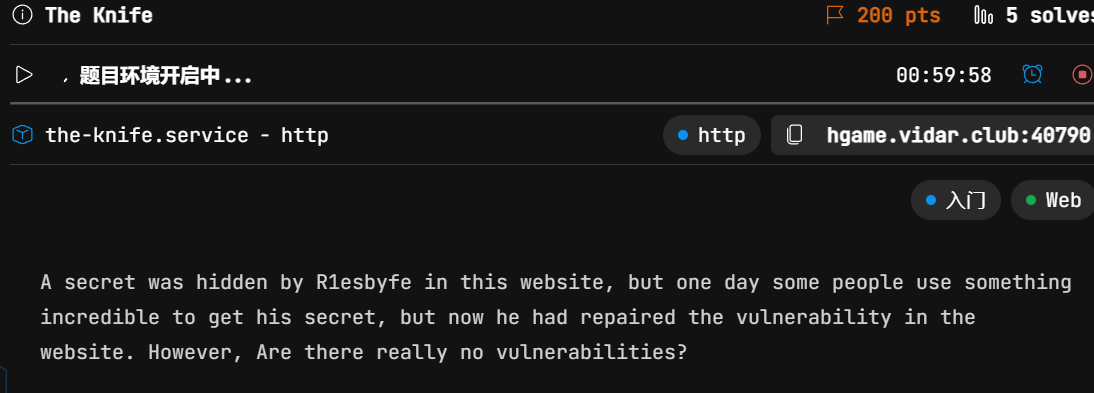 The Knife 200 pts 5 solves
题目环境开启中... 00:59:58
the-knife.service - http http hgame.vidar.club:40790
入门 Web
A secret was hidden by R1esbyfe in this website, but one day some people use something
incredible to get his secret, but now he had repaired the vulnerability in the
website. However, Are there really no vulnerabilities?